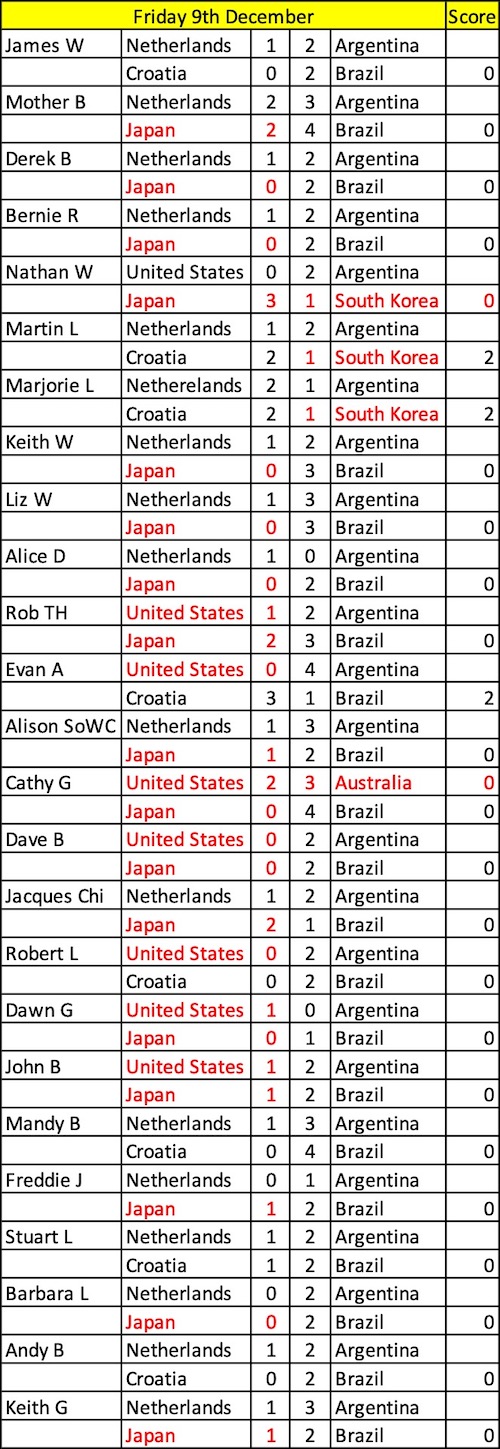 Friday 9th December Score
James W Netherlands 1 2 Argentina
Croatia 0 2 Brazil 0
Mother B Netherlands 2 3 Argentina
Japan 2 4 Brazil 0
Derek B Netherlands 1 2 Argentina
Japan 0 2 Brazil 0
Bernie R Netherlands 1 2 Argentina
Japan 0 2 Brazil 0
Nathan W United States 0 2 Argentina
Japan 3 1 South Korea 0
Martin L Netherlands 1 2 Argentina
Croatia 2 1 South Korea 2
Marjorie L Netherelands 2 1 Argentina
Croatia 2 1 South Korea 2
Keith W Netherlands 1 2 Argentina
Japan 0 3 Brazil 0
Liz W Netherlands 1 3 Argentina
Japan 0 3 Brazil 0
Alice D Netherlands 1 0 Argentina
Japan 0 2 Brazil 0
Rob TH United States 1 2 Argentina
Japan 2 3 Brazil 0
Evan A United States 0 4 Argentina
Croatia 3 1 Brazil 2
Alison SoWC Netherlands 1 3 Argentina
Japan 1 2 Brazil 0
Cathy G United States 2 3 Australia 0
Japan 0 4 Brazil 0
Dave B United States 0 2 Argentina
Japan 0 2 Brazil 0
Jacques Chi Netherlands 1 2 Argentina
Japan 2 1 Brazil 0
Robert L United States 0 2 Argentina
Croatia 0 2 Brazil 0
Dawn G United States 1 0 Argentina
Japan 0 1 Brazil 0
John B United States 1 2 Argentina
Japan 1 2 Brazil 0
Mandy B Netherlands 1 3 Argentina
Croatia 0 4 Brazil 0
Freddie J Netherlands 0 1 Argentina
Japan 1 2 Brazil 0
Stuart L Netherlands 1 2 Argentina
Croatia 1 2 Brazil 0
Barbara L Netherlands 0 2 Argentina
Japan 0 2 Brazil 0
Andy B Netherlands 1 2 Argentina
Croatia 0 2 Brazil 0
Keith G Netherlands 1 3 Argentina
Japan 1 2 Brazil 0